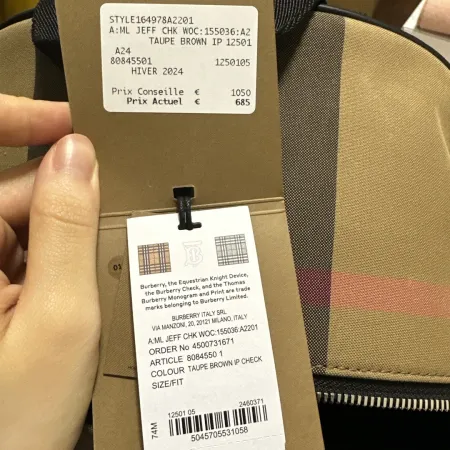 STYLE164978A2201
A:ML JEFF CHK WOC:155036:A2
TAUPE BROWN IP 12501
A24
80845501 1250105
HIVER 2024
Prix Conseille € 1050
Prix Actuel € 685
01
Burberry, the Equestrian Knight Device,
the Burberry Check, and the Thomas
Burberry Monogram and Print are trade
marks belonging to Burberry Limited.
BURBERRY ITALY SRL
VIA MANZONI, 20, 20121 MILANO, ITALY
A:ML JEFF CHK WOC:155036:A2201
ORDER No 4500731671
ARTICLE 8084550 1
COLOUR TAUPE BROWN IP CHECK
SIZE/FIT
12501 05 2460371
74M
5045705531058